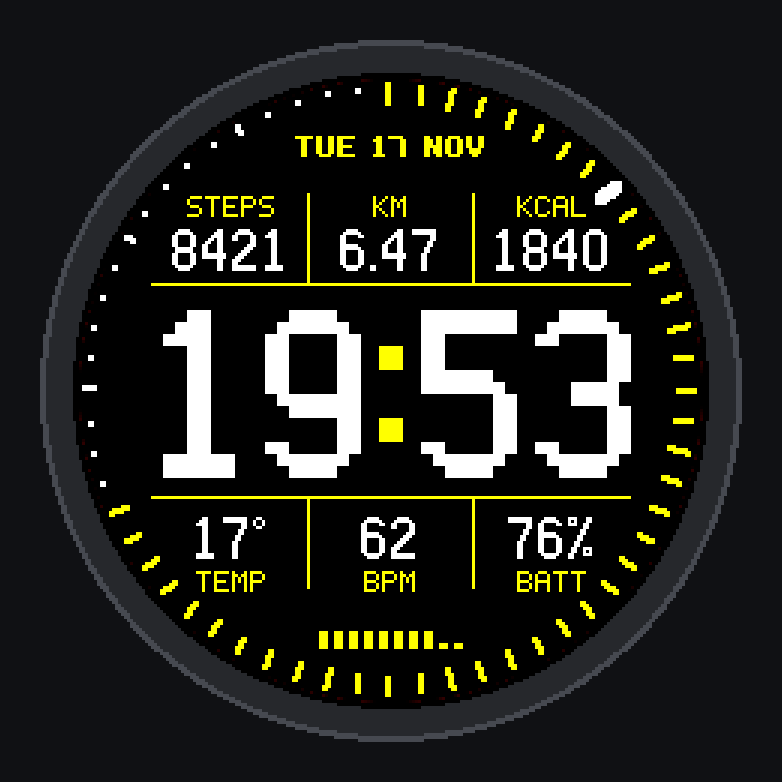 TUE 17 NOV
STEPS KM KCAL
8421 6.47 1840
19:53
17° 62 76%
TEMP BPM BATT